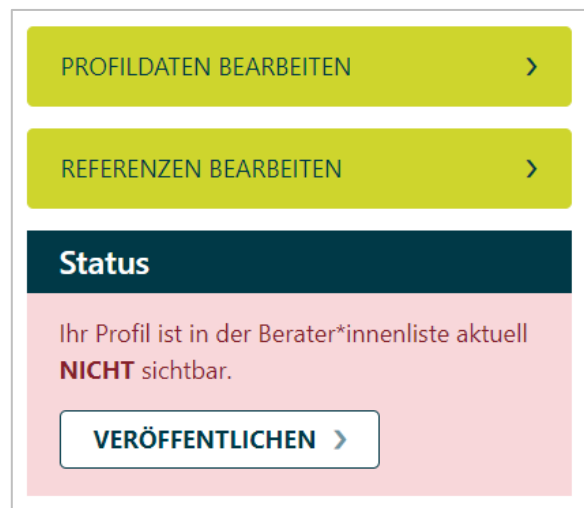 PROFILDATEN BEARBEITEN
REFERENZEN BEARBEITEN
Status
Ihr Profil ist in der Berater*innenliste aktuell
NICHT sichtbar.
VERÖFFENTLICHEN